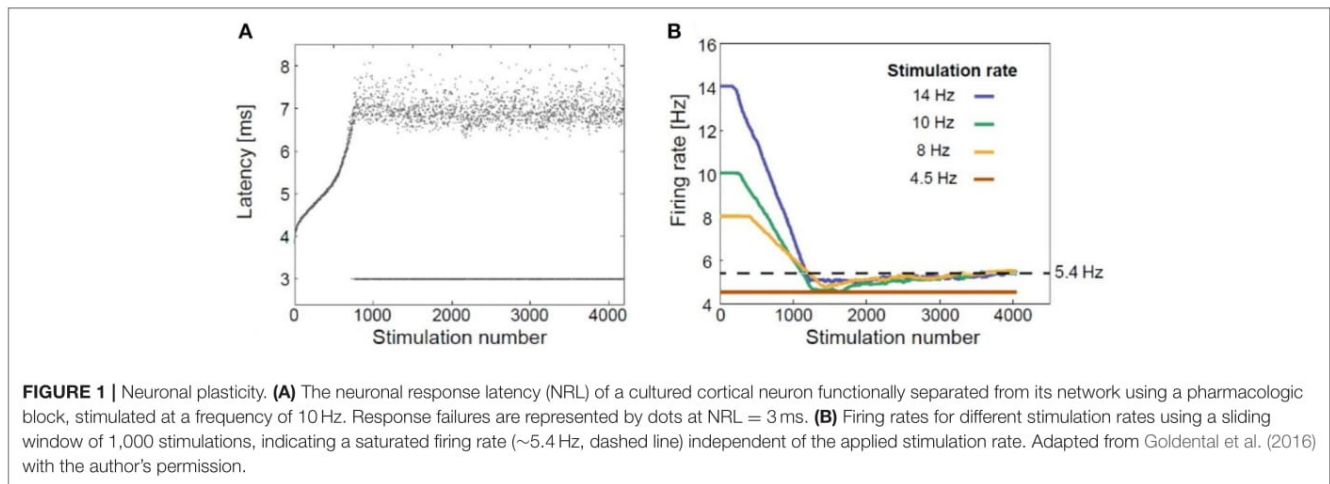 A
8
7
6
5
4
3
Latency [ms]
0 1000 2000 3000 4000
Stimulation number
B
16
14
12
10
8
6
4
Firing rate [Hz]
Stimulation rate
14 Hz
10 Hz
8 Hz
4.5 Hz
5.4 Hz
0 1000 2000 3000 4000
Stimulation number
FIGURE 1 | Neuronal plasticity. (A) The neuronal response latency (NRL) of a cultured cortical neuron functionally separated from its network using a pharmacologic
block, stimulated at a frequency of 10 Hz. Response failures are represented by dots at NRL = 3 ms. (B) Firing rates for different stimulation rates using a sliding
window of 1,000 stimulations, indicating a saturated firing rate (~5.4 Hz, dashed line) independent of the applied stimulation rate. Adapted from Goldental et al. (2016)
with the author's permission.